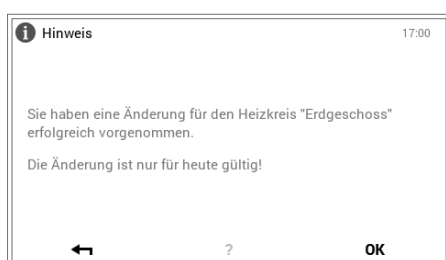 Hinweis 17:00
Sie haben eine Änderung für den Heizkreis "Erdgeschoss"
erfolgreich vorgenommen.
Die Änderung ist nur für heute gültig!
? OK